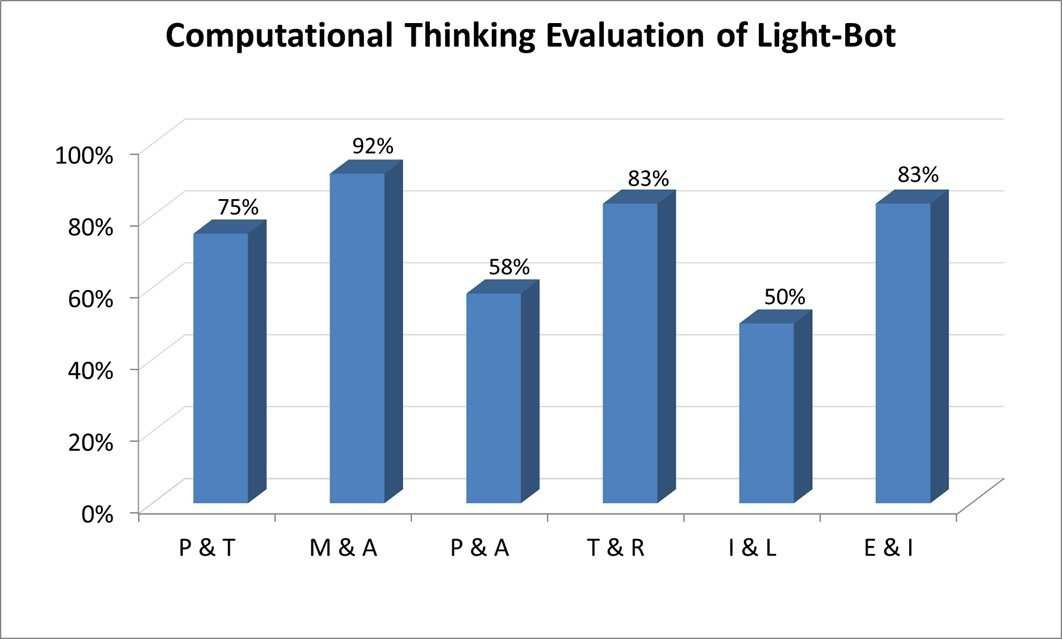 Computational Thinking Evaluation of Light-Bot
100%
80%
60%
40%
20%
0%
75%
92%
58%
83%
50%
83%
P & T
M & A
P & A
T & R
I & L
E & I